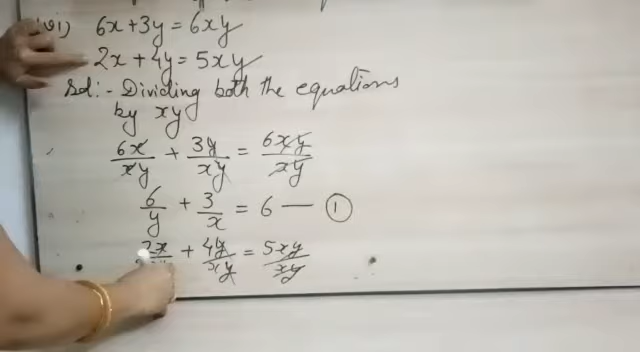 (vi) 6x+3y=6xy
2x+4y=5xy
Sol:- Dividing both the equations
by xy
6x/xy + 3y/xy = 6xy/xy
6/y + 3/x = 6 — ①
2x/ + 4y/xy = 5xy/xy